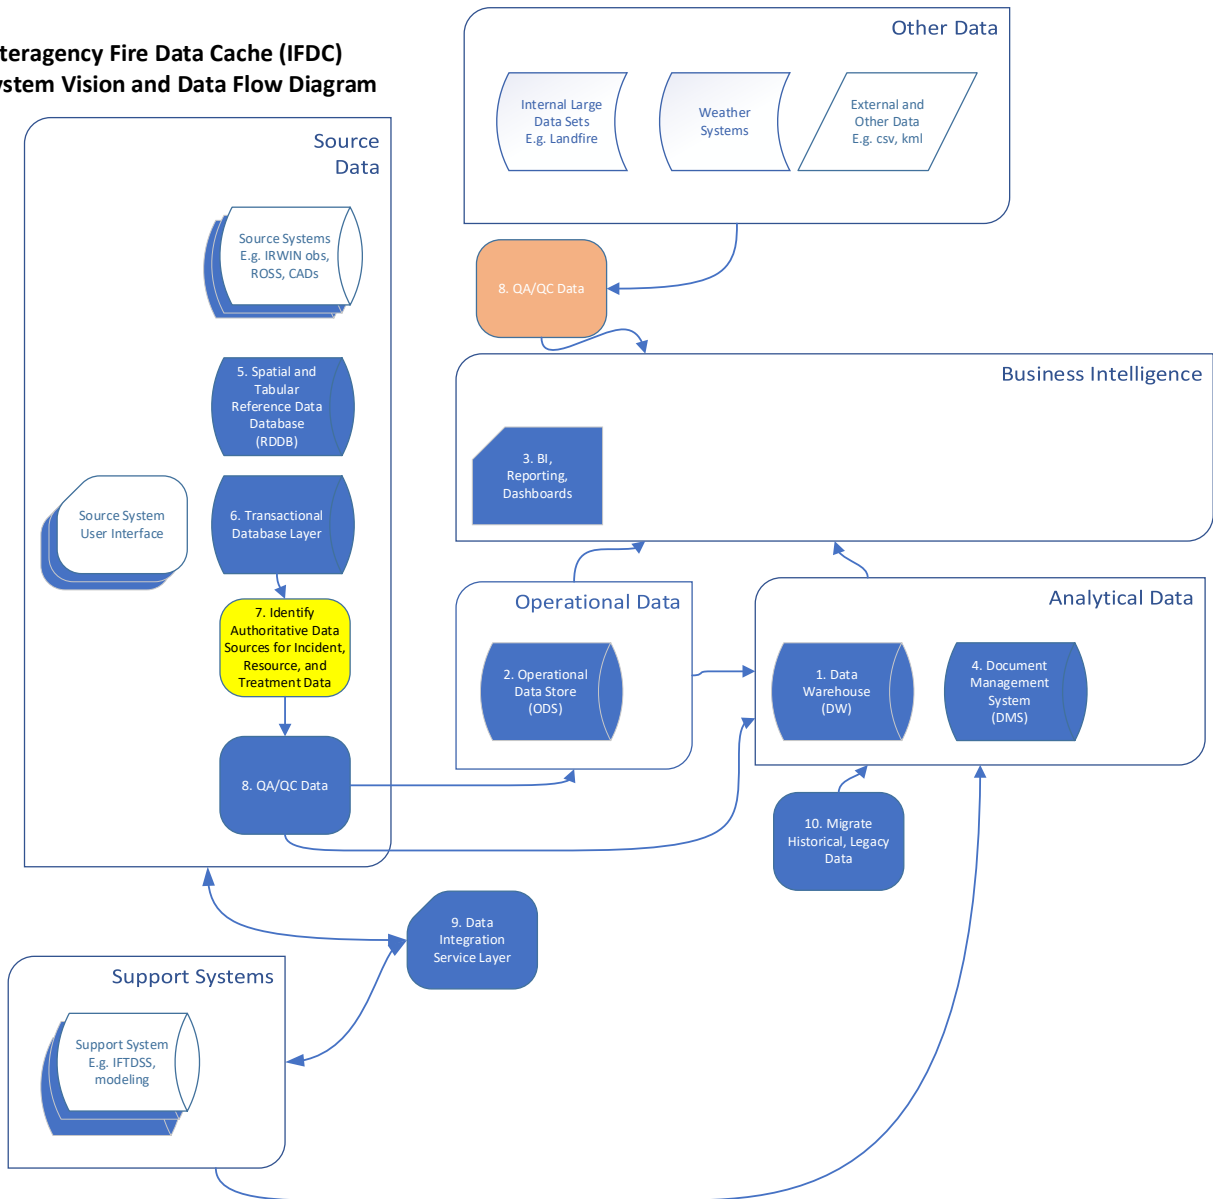 teragency Fire Data Cache (IFDC)
ystem Vision and Data Flow Diagram
Other Data
Internal Large
Data Sets
E.g. Landfire
Weather
Systems
External and
Other Data
E.g. csv, kml
Source
Data
Source Systems
E.g. IRWIN obs,
ROSS, CADs
8. QA/QC Data
5. Spatial and
Tabular
Reference Data
Database
(RDDB)
Business Intelligence
3. BI,
Reporting,
Dashboards
Source System
User Interface
6. Transactional
Database Layer
7. Identify
Authoritative Data
Sources for Incident,
Resource, and
Treatment Data
8. QA/QC Data
Operational Data
2. Operational
Data Store
(ODS)
Analytical Data
1. Data
Warehouse
(DW)
4. Document
Management
System
(DMS)
10. Migrate
Historical, Legacy
Data
9. Data
Integration
Service Layer
Support Systems
Support System
E.g. IFTDSS,
modeling